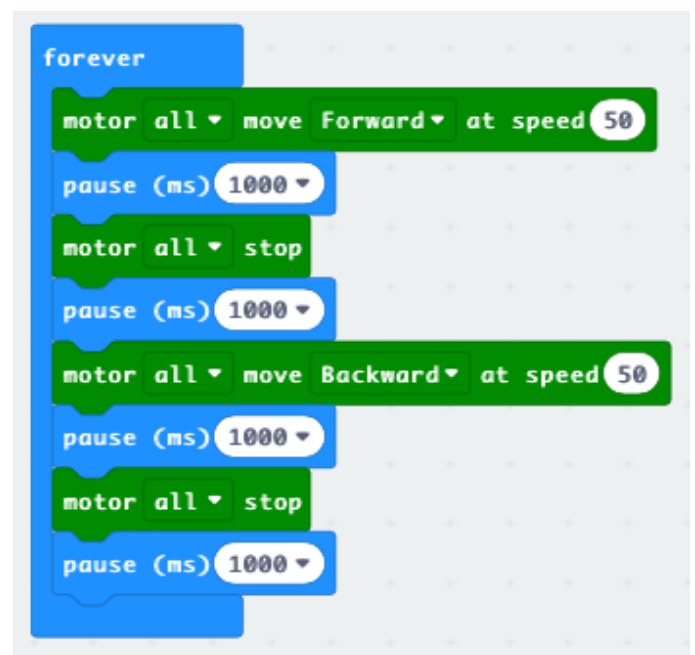 forever
motor all move Forward at speed 50
pause (ms) 1000
motor all stop
pause (ms) 1000
motor all move Backward at speed 50
pause (ms) 1000
motor all stop
pause (ms) 1000